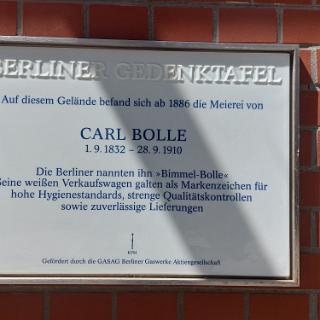 BERLINER GEDENKTAFEL
Auf diesem Gelände befand sich ab 1886 die Meierei von
CARL BOLLE
1. 9. 1832 – 28. 9. 1910
Die Berliner nannten ihn »Bimmel-Bolle«
Seine weißen Verkaufswagen galten als Markenzeichen für
hohe Hygienestandards, strenge Qualitätskontrollen
sowie zuverlässige Lieferungen
KPM
Gefördert durch die GASAG Berliner Gaswerke Aktiengesellschaft